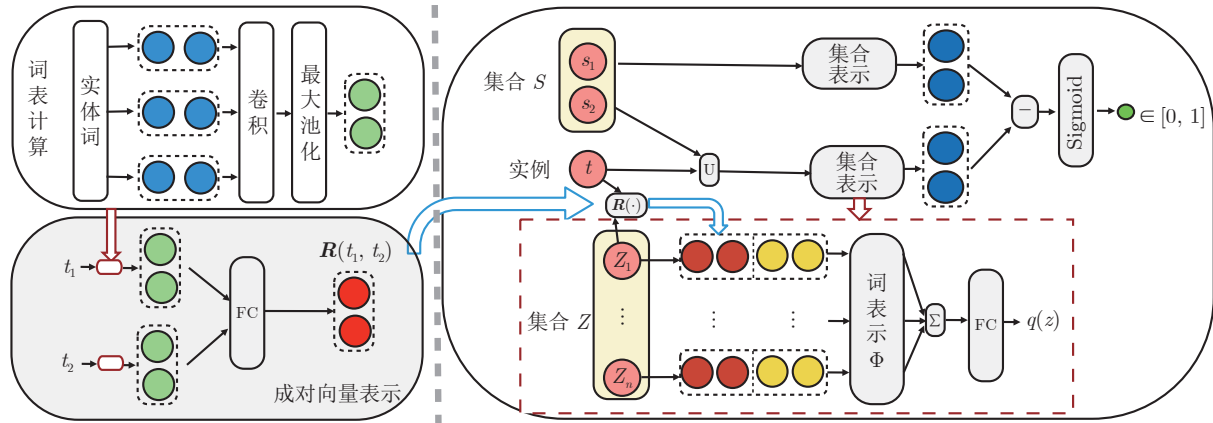 词表计算
实体词
卷积
最大池化
t₁
t₂
FC
R(t₁, t₂)
成对向量表示
集合 S
s₁
s₂
实例
t
U
R(·)
集合表示
集合表示
−
Sigmoid
∈ [0, 1]
集合 Z
Z₁
⋮
Zₙ
⋮
⋮
词表示 Φ
Σ
FC
q(z)